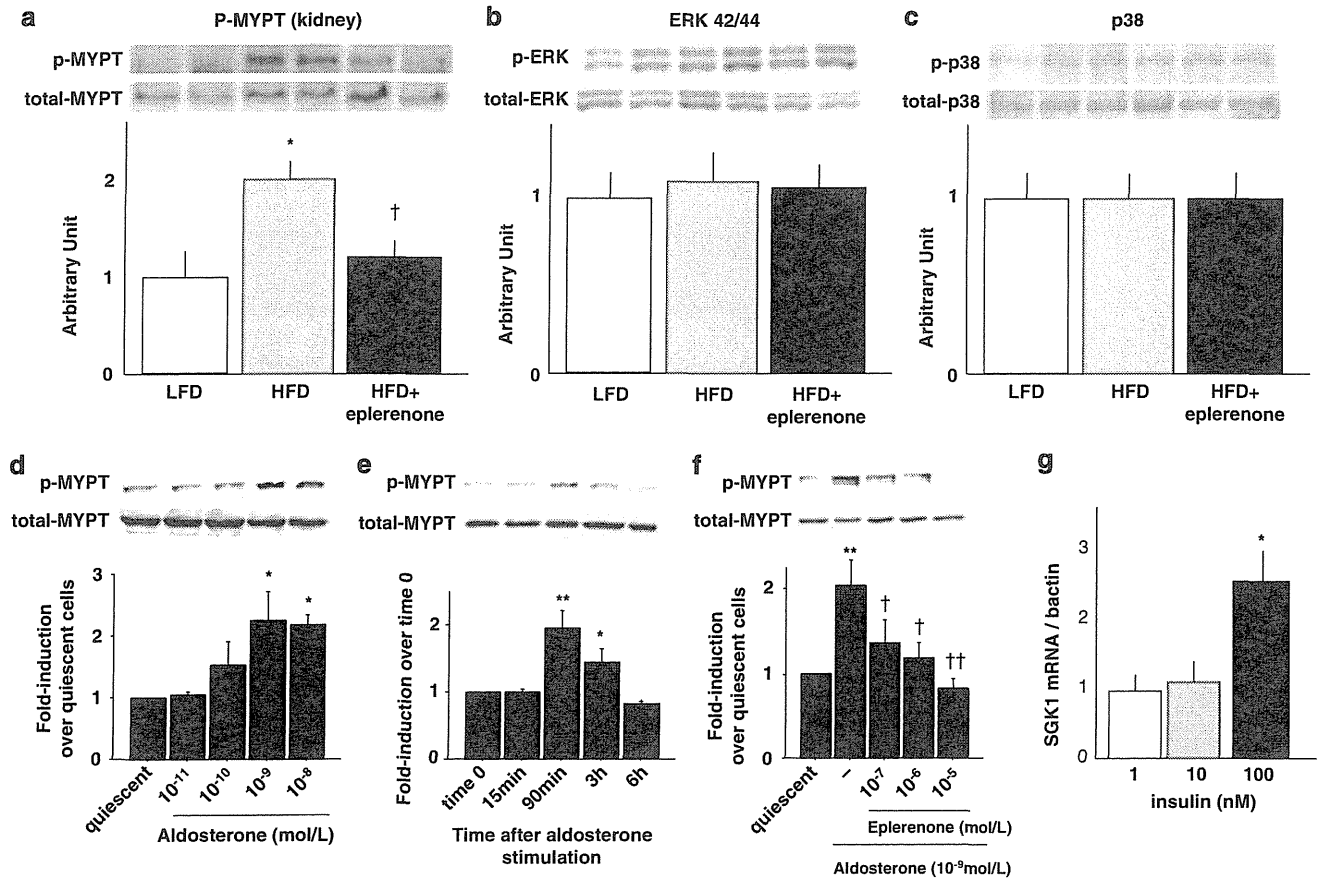 a P-MYPT (kidney)
p-MYPT
total-MYPT
*
†
2
1
0
Arbitrary Unit
LFD HFD HFD+ eplerenone
b ERK 42/44
p-ERK
total-ERK
1
0
Arbitrary Unit
LFD HFD HFD+ eplerenone
c p38
p-p38
total-p38
1
0
Arbitrary Unit
LFD HFD HFD+ eplerenone
d
p-MYPT
total-MYPT
* *
3
2
1
0
Fold-induction
over quiescent cells
quiescent 10-11 10-10 10-9 10-8
Aldosterone (mol/L)
e
p-MYPT
total-MYPT
** *
2
1
0
Fold-induction over time 0
time 0 15min 90min 3h 6h
Time after aldosterone
stimulation
f
p-MYPT
total-MYPT
** † † ††
2
1
0
Fold-induction
over quiescent cells
quiescent – 10-7 10-6 10-5
Eplerenone (mol/L)
Aldosterone (10-9mol/L)
g
*
3
2
1
0
SGK1 mRNA / bactin
1 10 100
insulin (nM)